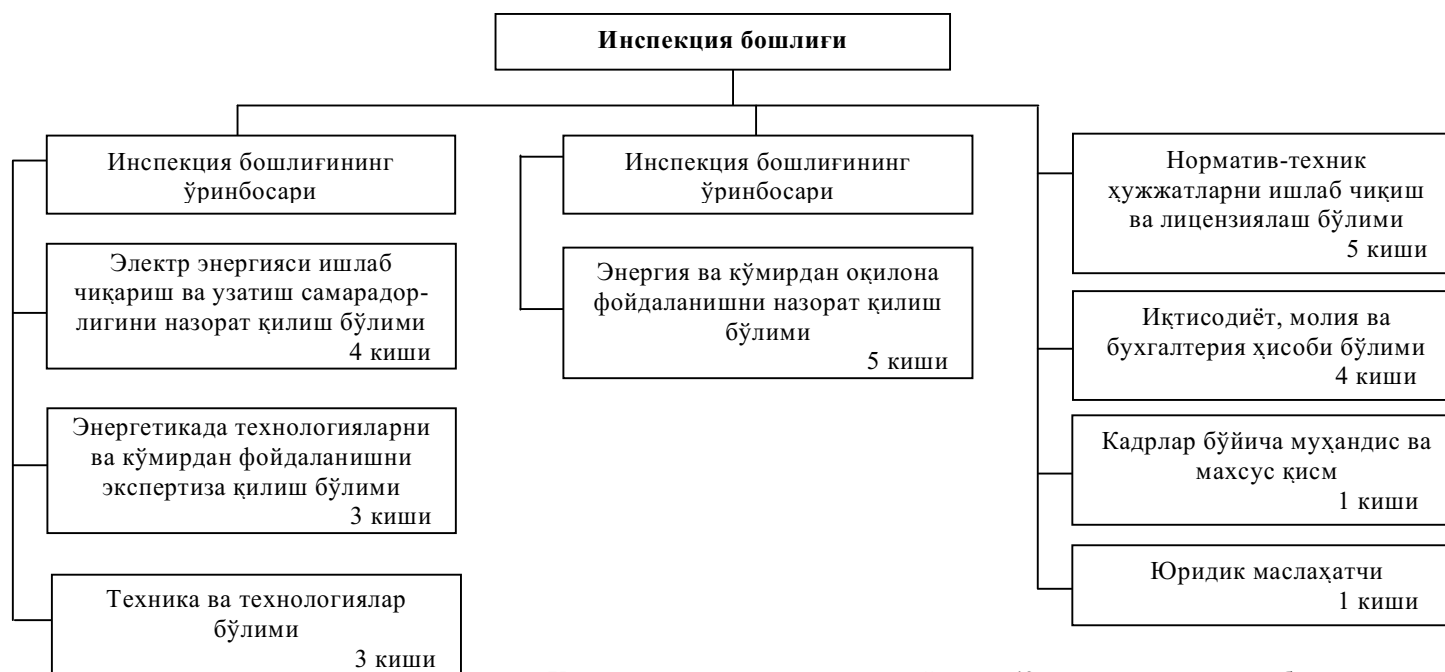 Инспекция бошлиғи
Инспекция бошлиғининг
ўринбосари
Электр энергияси ишлаб
чиқариш ва узатиш самарадор-
лигини назорат қилиш бўлими
4 киши
Энергетикада технологияларни
ва кўмирдан фойдаланишни
экспертиза қилиш бўлими
3 киши
Техника ва технологиялар
бўлими
3 киши
Инспекция бошлиғининг
ўринбосари
Энергия ва кўмирдан оқилона
фойдаланишни назорат қилиш
бўлими
5 киши
Норматив-техник
ҳужжатларни ишлаб чиқиш
ва лицензиялаш бўлими
5 киши
Иқтисодиёт, молия ва
бухгалтерия ҳисоби бўлими
4 киши
Кадрлар бўйича муҳандис ва
махсус қисм
1 киши
Юридик маслаҳатчи
1 киши